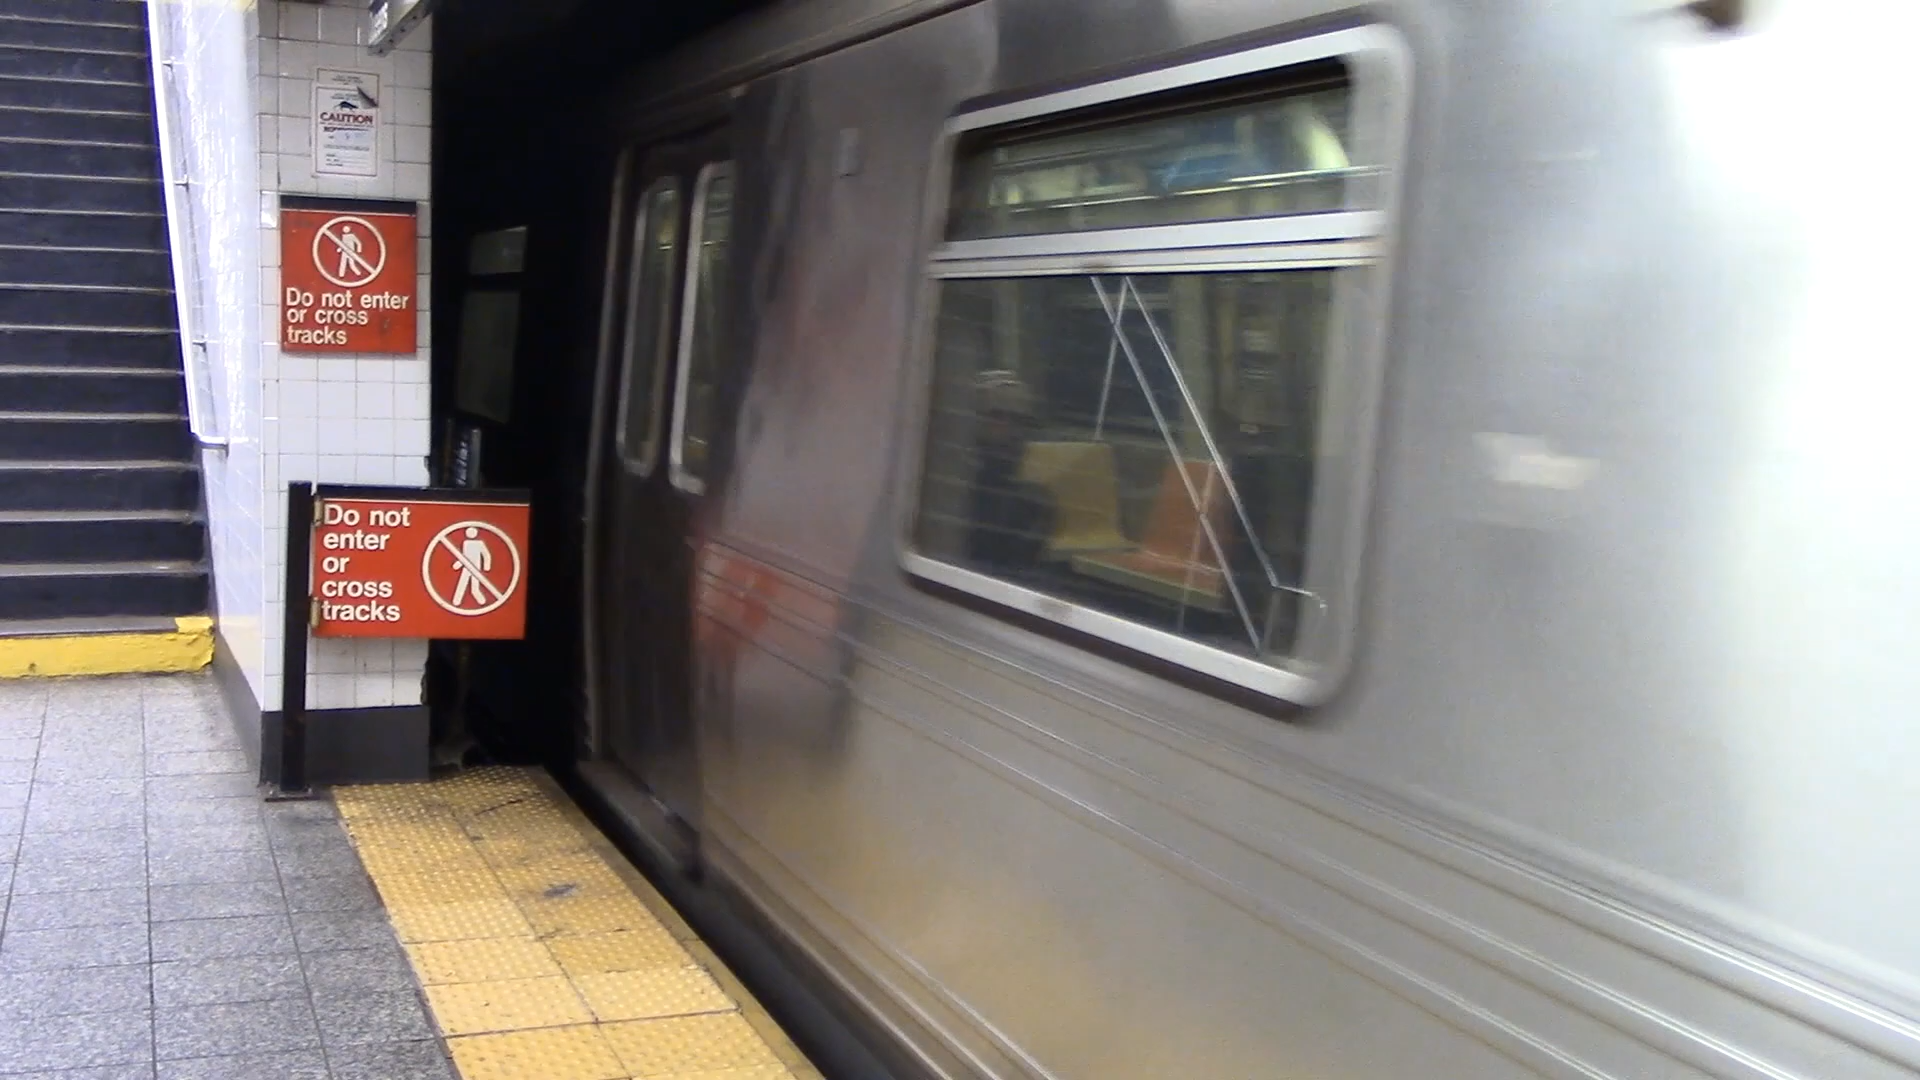 CAUTION
Do not enter
or cross
tracks
Do not
enter
or
cross
tracks